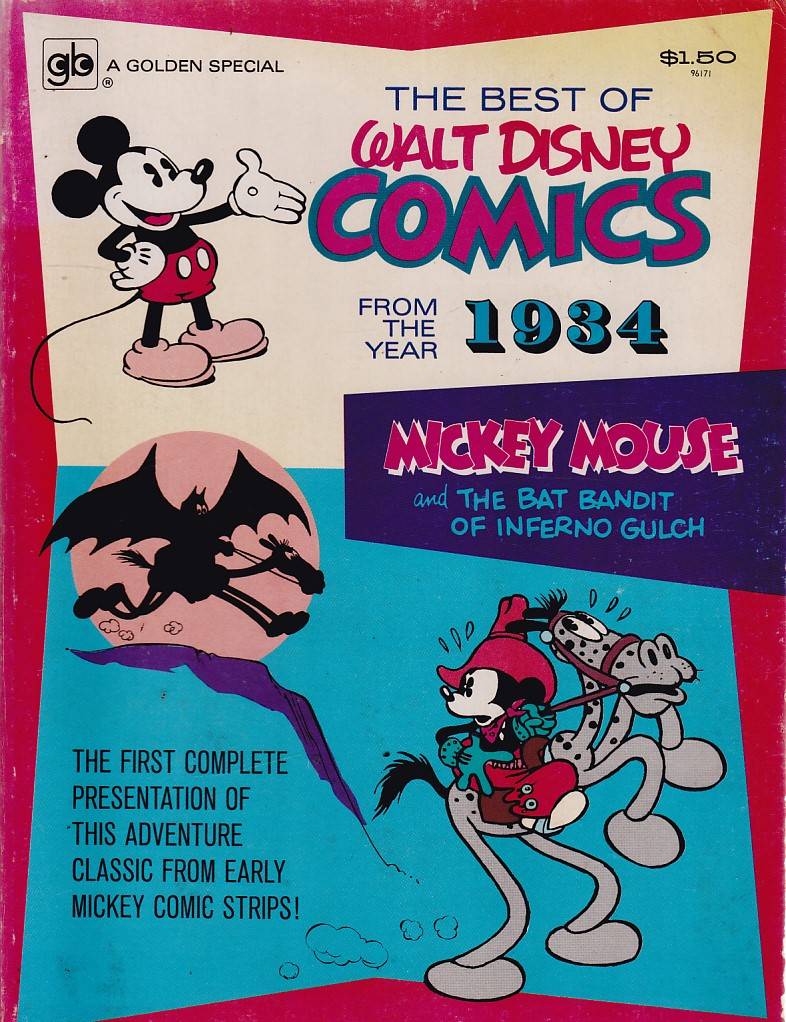 gb ® A GOLDEN SPECIAL
$1.50
96171
THE BEST OF
WALT DISNEY
COMICS
FROM
THE
YEAR
1934
MICKEY MOUSE
and THE BAT BANDIT
OF INFERNO GULCH
THE FIRST COMPLETE
PRESENTATION OF
THIS ADVENTURE
CLASSIC FROM EARLY
MICKEY COMIC STRIPS!